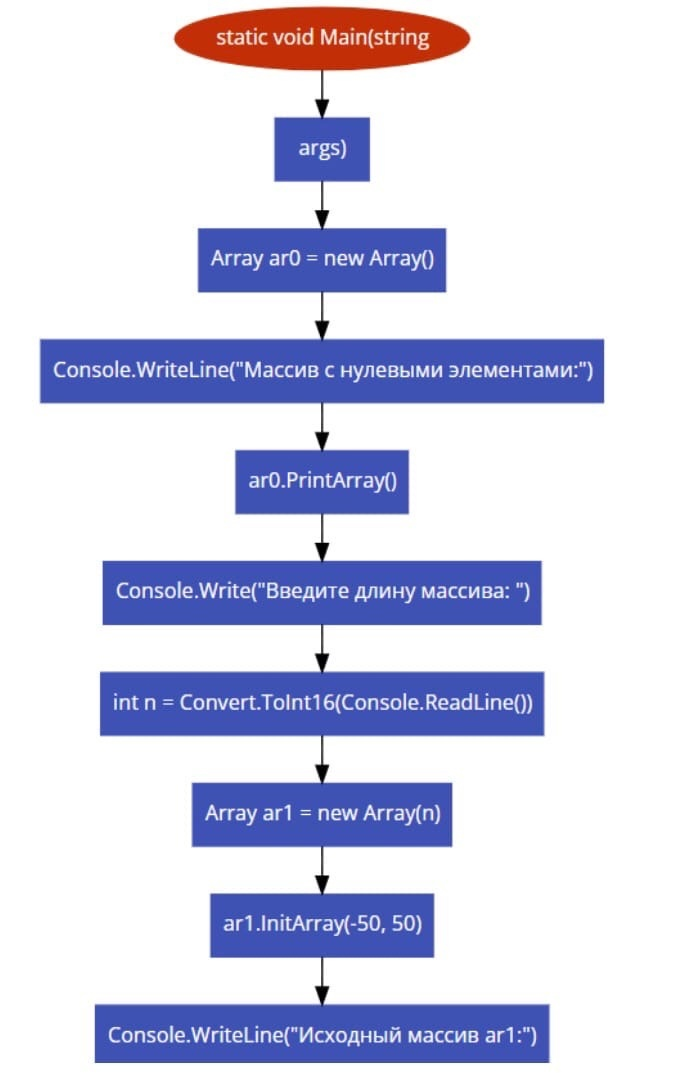 static void Main(string
args)
Array ar0 = new Array()
Console.WriteLine("Массив с нулевыми элементами:")
ar0.PrintArray()
Console.Write("Введите длину массива: ")
int n = Convert.ToInt16(Console.ReadLine())
Array ar1 = new Array(n)
ar1.InitArray(-50, 50)
Console.WriteLine("Исходный массив ar1:")